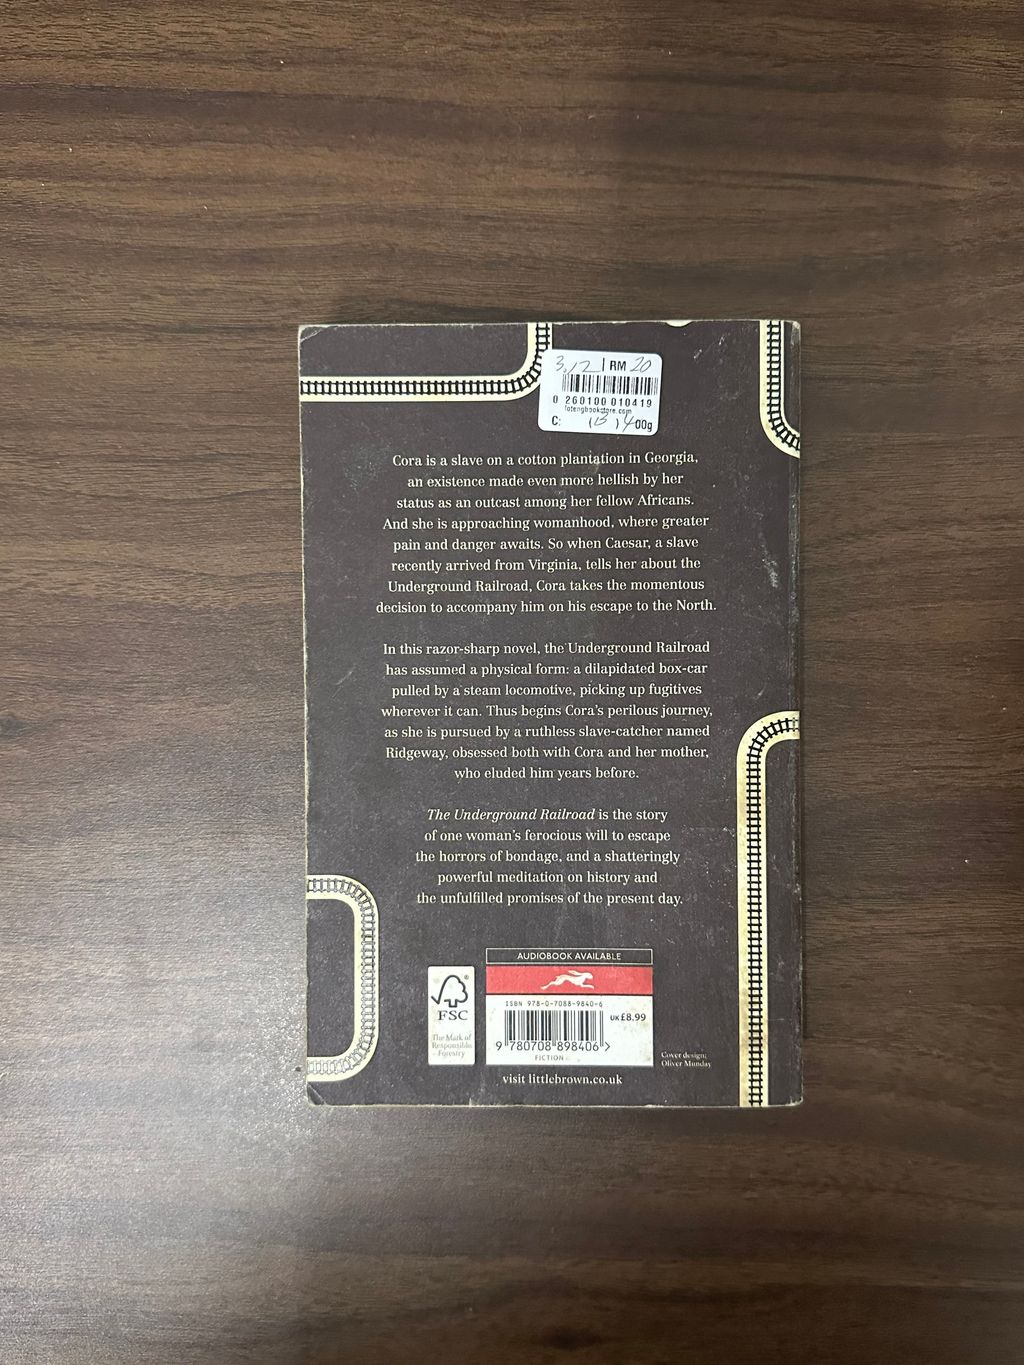 3.12 | RM 20
0 260100 010419
fotengbookstore.com
C: (B) 400g
Cora is a slave on a cotton plantation in Georgia,
an existence made even more hellish by her
status as an outcast among her fellow Africans.
And she is approaching womanhood, where greater
pain and danger awaits. So when Caesar, a slave
recently arrived from Virginia, tells her about the
Underground Railroad, Cora takes the momentous
decision to accompany him on his escape to the North.
In this razor-sharp novel, the Underground Railroad
has assumed a physical form: a dilapidated box-car
pulled by a steam locomotive, picking up fugitives
wherever it can. Thus begins Cora's perilous journey,
as she is pursued by a ruthless slave-catcher named
Ridgeway, obsessed both with Cora and her mother,
who eluded him years before.
The Underground Railroad is the story
of one woman's ferocious will to escape
the horrors of bondage, and a shatteringly
powerful meditation on history and
the unfulfilled promises of the present day.
AUDIOBOOK AVAILABLE
FSC
The Mark of
Responsible
Forestry
ISBN 978-0-7088-9840-6
UK£8.99
9 780708 898406 >
FICTION
Cover design:
Oliver Munday
visit littlebrown.co.uk